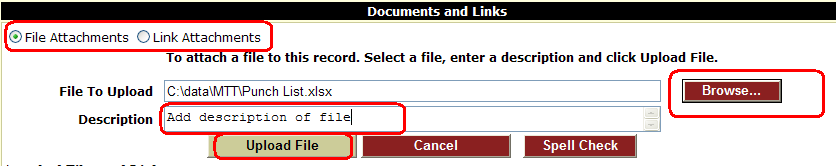 Documents and Links
File Attachments Link Attachments
To attach a file to this record. Select a file, enter a description and click Upload File.
File To Upload C:\data\MTT\Punch List.xlsx Browse...
Description Add description of file
Upload File Cancel Spell Check